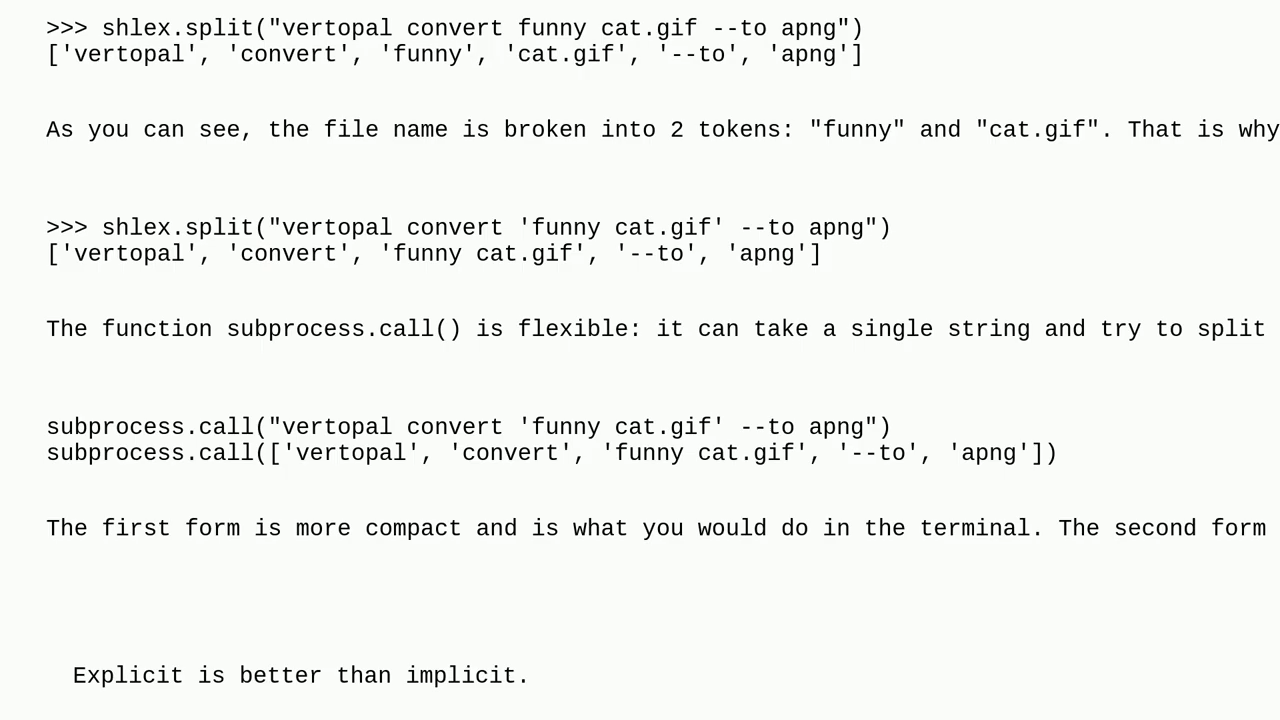 >>> shlex.split("vertopal convert funny cat.gif --to apng")
['vertopal', 'convert', 'funny', 'cat.gif', '--to', 'apng']
As you can see, the file name is broken into 2 tokens: "funny" and "cat.gif". That is why
>>> shlex.split("vertopal convert 'funny cat.gif' --to apng")
['vertopal', 'convert', 'funny cat.gif', '--to', 'apng']
The function subprocess.call() is flexible: it can take a single string and try to split
subprocess.call("vertopal convert 'funny cat.gif' --to apng")
subprocess.call(['vertopal', 'convert', 'funny cat.gif', '--to', 'apng'])
The first form is more compact and is what you would do in the terminal. The second form
Explicit is better than implicit.